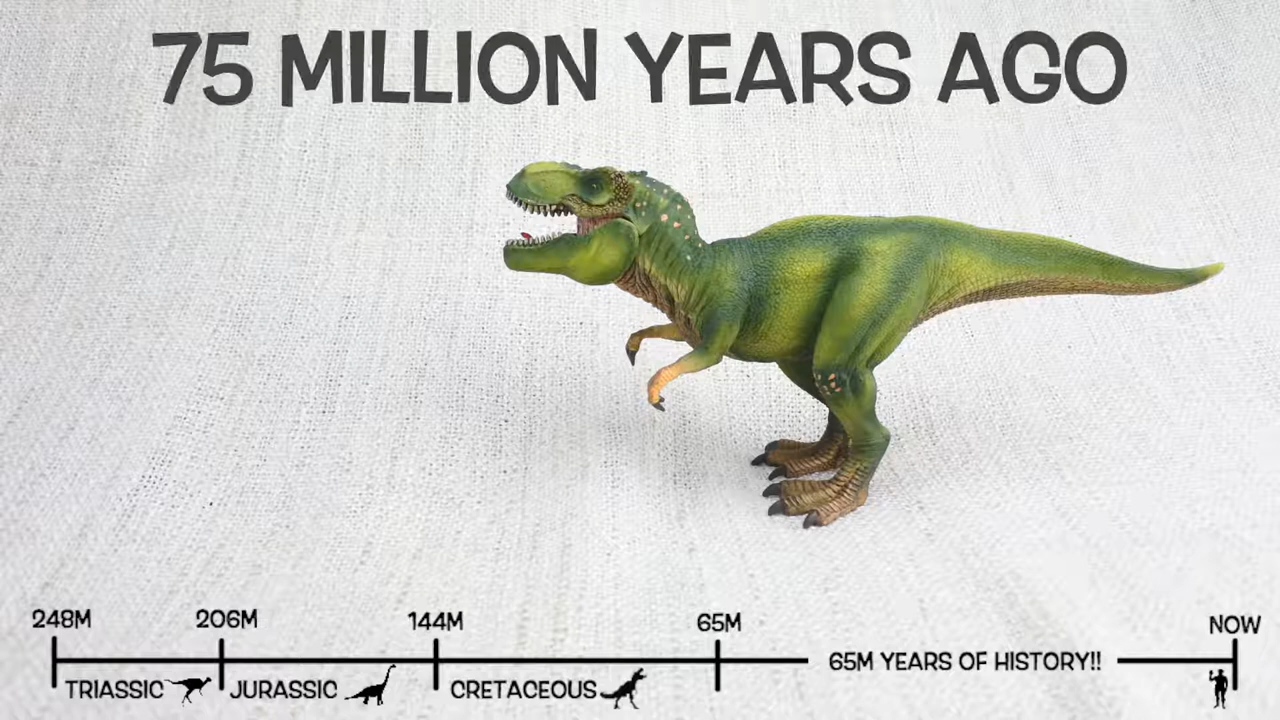 75 MILLION YEARS AGO
248M 206M 144M 65M NOW
65M YEARS OF HISTORY!!
TRIASSIC JURASSIC CRETACEOUS